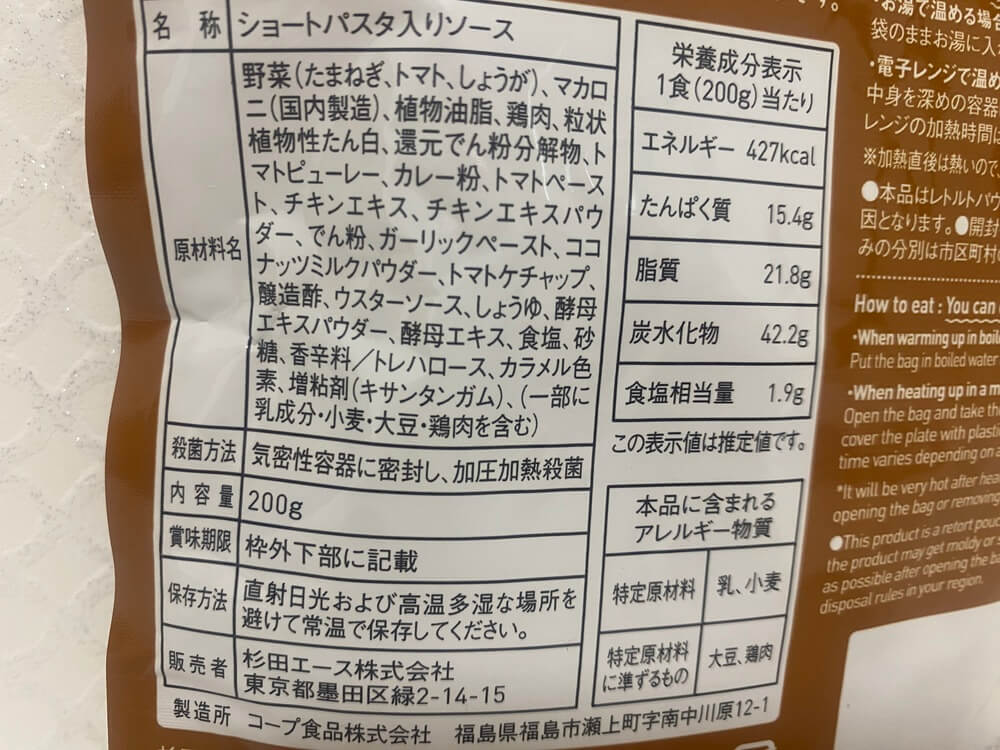 名称 ショートパスタ入りソース
原材料名
野菜(たまねぎ、トマト、しょうが)、マカロ
ニ(国内製造)、植物油脂、鶏肉、粒状
植物性たん白、還元でん粉分解物、ト
マトピューレー、カレー粉、トマトペース
ト、チキンエキス、チキンエキスパウ
ダー、でん粉、ガーリックペースト、ココ
ナッツミルクパウダー、トマトケチャップ、
醸造酢、ウスターソース、しょうゆ、酵母
エキスパウダー、酵母エキス、食塩、砂
糖、香辛料／トレハロース、カラメル色
素、増粘剤(キサンタンガム)、(一部に
乳成分・小麦・大豆・鶏肉を含む)
殺菌方法 気密性容器に密封し、加圧加熱殺菌
内容量 200g
賞味期限 枠外下部に記載
保存方法 直射日光および高温多湿な場所を
避けて常温で保存してください。
販売者 杉田エース株式会社
東京都墨田区緑2-14-15
製造所 コープ食品株式会社 福島県福島市瀬上町字南中川原12-1
栄養成分表示
1食(200g)当たり
エネルギー 427kcal
たんぱく質 15.4g
脂質 21.8g
炭水化物 42.2g
食塩相当量 1.9g
この表示値は推定値です。
本品に含まれる
アレルギー物質
特定原材料 乳、小麦
特定原材料
に準ずるもの
大豆、鶏肉
お湯で温める場合
袋のままお湯に入
・電子レンジで温め
中身を深めの容器
レンジの加熱時間
※加熱直後は熱いので
●本品はレトルトパウ
因となります。●開封
みの分別は市区町村
How to eat : You can
・When warming up in boil
Put the bag in boiled water
・When heating up in a m
Open the bag and take th
cover the plate with plasti
time varies depending on a
*It will be very hot after hea
opening the bag or removing
●This product is a retort pouc
the product may get moldy or
as possible after opening the ba
disposal rules in your region.